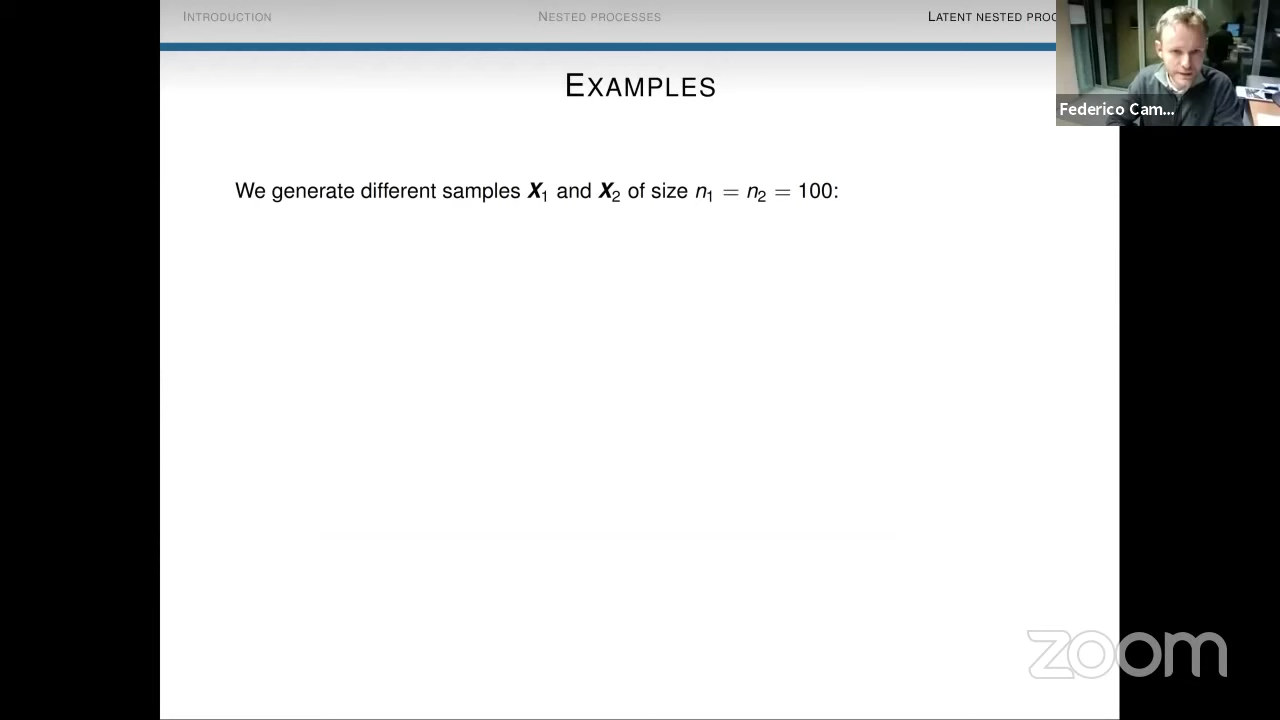 INTRODUCTION
NESTED PROCESSES
LATENT NESTED PROC
Federico Cam...
EXAMPLES
We generate different samples X₁ and X₂ of size n₁ = n₂ = 100:
zoom